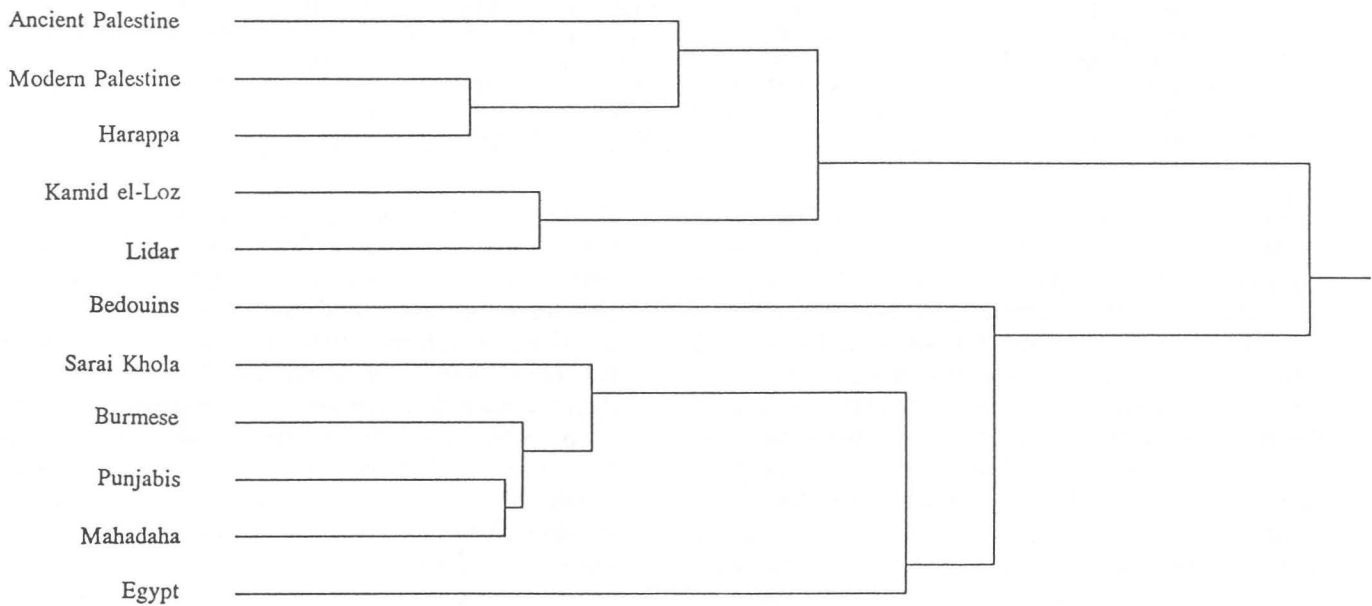 Ancient Palestine
Modern Palestine
Harappa
Kamid el-Loz
Lidar
Bedouins
Sarai Khola
Burmese
Punjabis
Mahadaha
Egypt